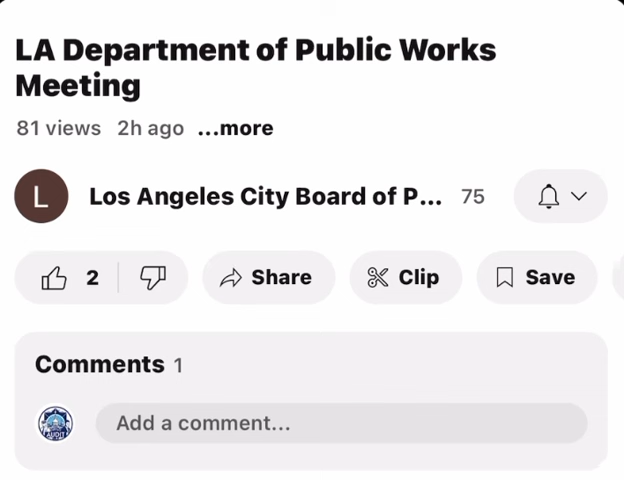 LA Department of Public Works
Meeting
81 views 2h ago ...more
L Los Angeles City Board of P... 75
2 Share Clip Save
Comments 1
AUDIT Add a comment...